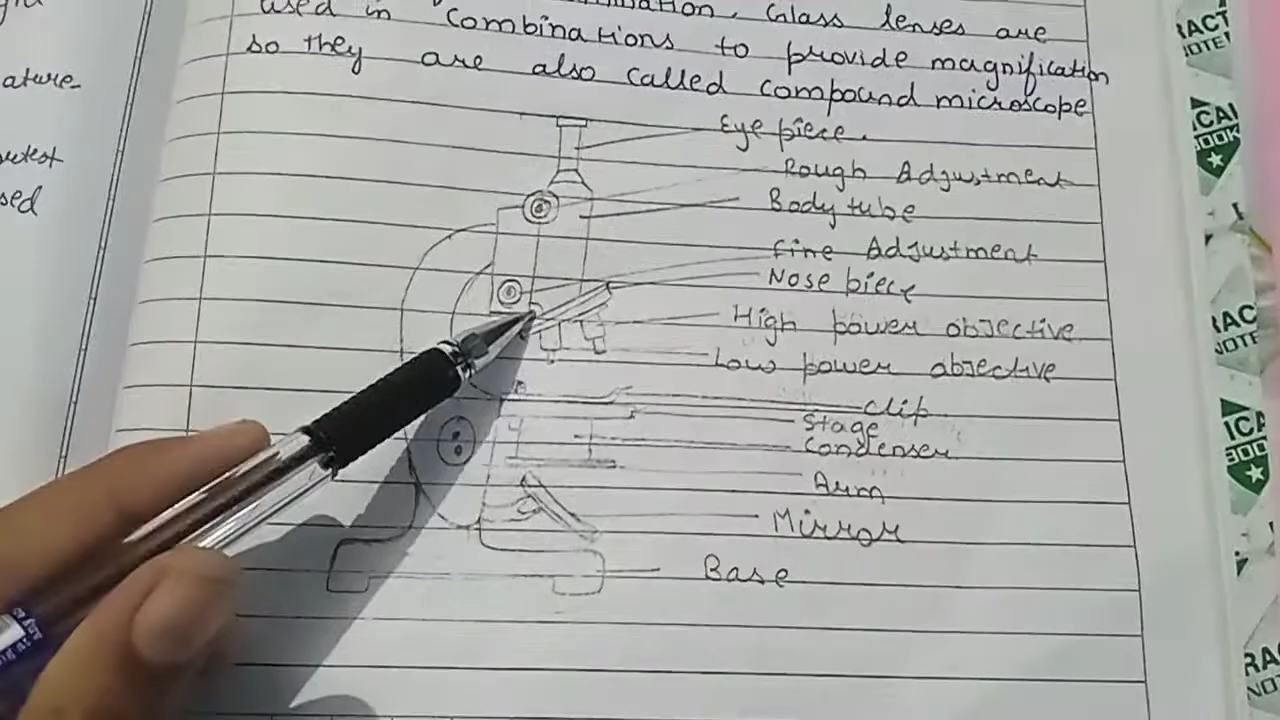 Glass lenses are
used in combinations to provide magnification
so they are also called compound microscope
Eye piece.
Rough Adjustment
Body tube
fine Adjustment
Nose piece
High power objective
Low power objective
clip
Stage
Condenser
Arm
Mirror
Base